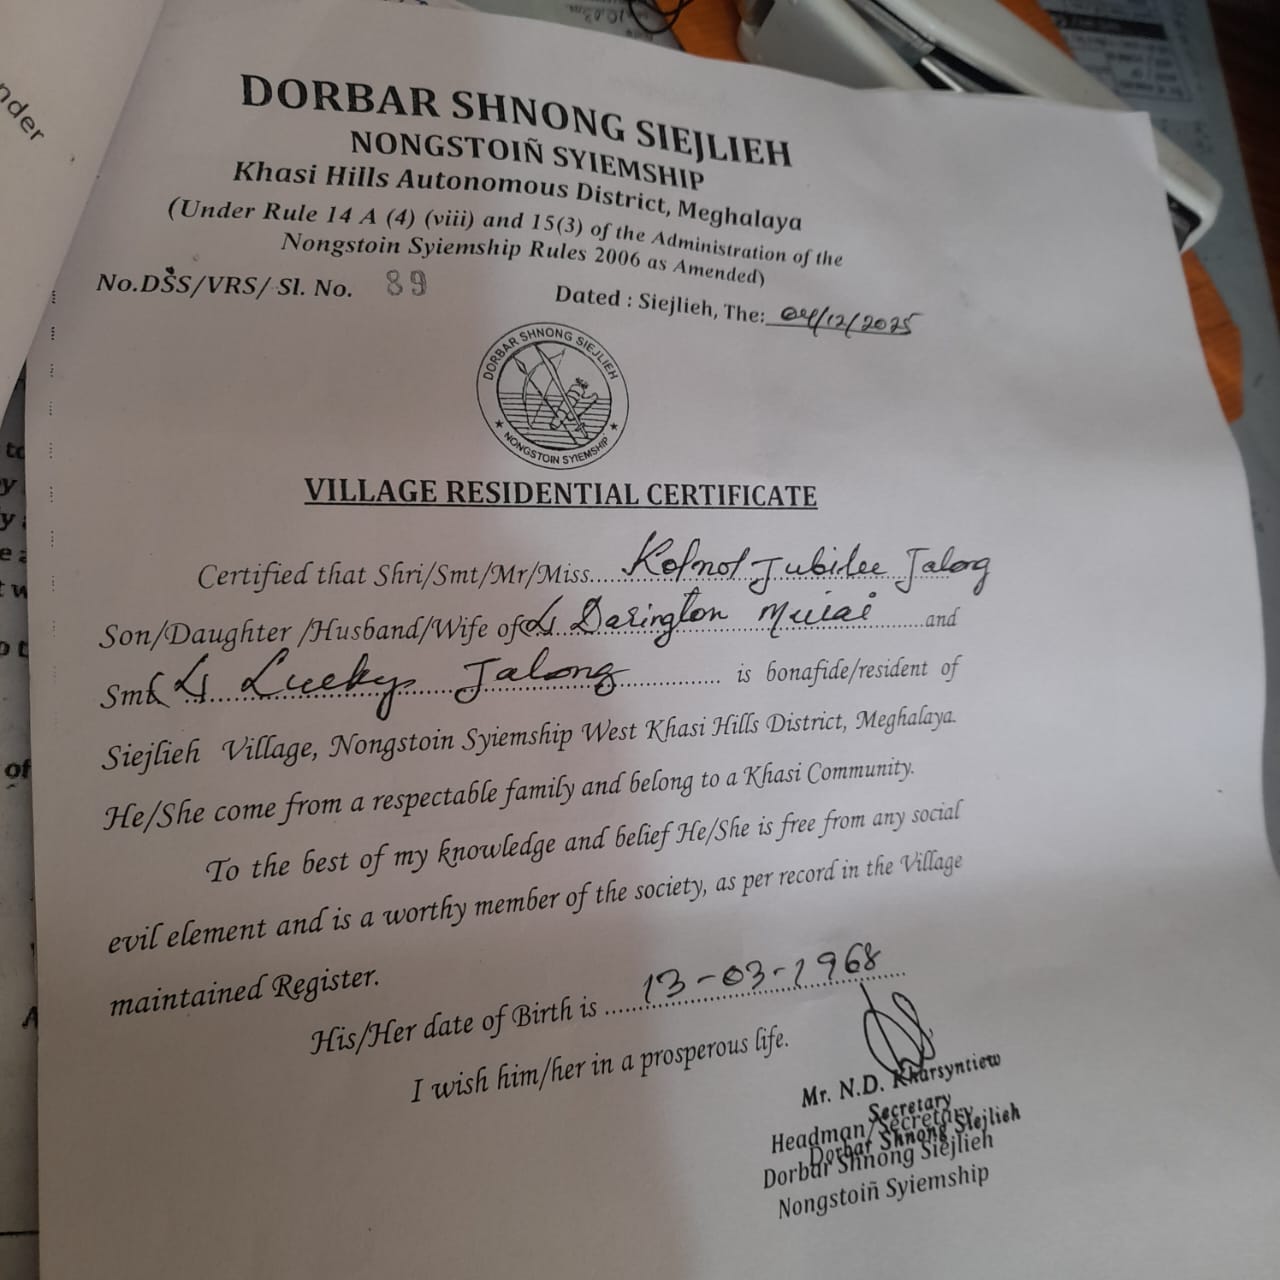 nder
DORBAR SHNONG SIEJLIEH
NONGSTOIÑ SYIEMSHIP
Khasi Hills Autonomous District, Meghalaya
(Under Rule 14 A (4) (viii) and 15(3) of the Administration of the
Nongstoin Syiemship Rules 2006 as Amended)
No.DSS/VRS/ Sl. No. 89
Dated : Siejlieh, The: 04/12/2025
DORBAR SHNONG SIEJLIEH
NONGSTOIN SYIEMSHIP
VILLAGE RESIDENTIAL CERTIFICATE
Certified that Shri/Smt/Mr/Miss..... Jubilee Jalong
Son/Daughter /Husband/Wife of Darington and
Smt Lucky Jalong is bonafide/resident of
Siejlieh Village, Nongstoin Syiemship West Khasi Hills District, Meghalaya.
He/She come from a respectable family and belong to a Khasi Community.
To the best of my knowledge and belief He/She is free from any social
evil element and is a worthy member of the society, as per record in the Village
maintained Register.
His/Her date of Birth is 13-03-1968
I wish him/her in a prosperous life.
Mr. N.D. Kharsyntiew
Secretary
Headman/Secretary
Dorbar Shnong Siejlieh
Dorbar Shnong Siejlieh
Nongstoiñ Syiemship